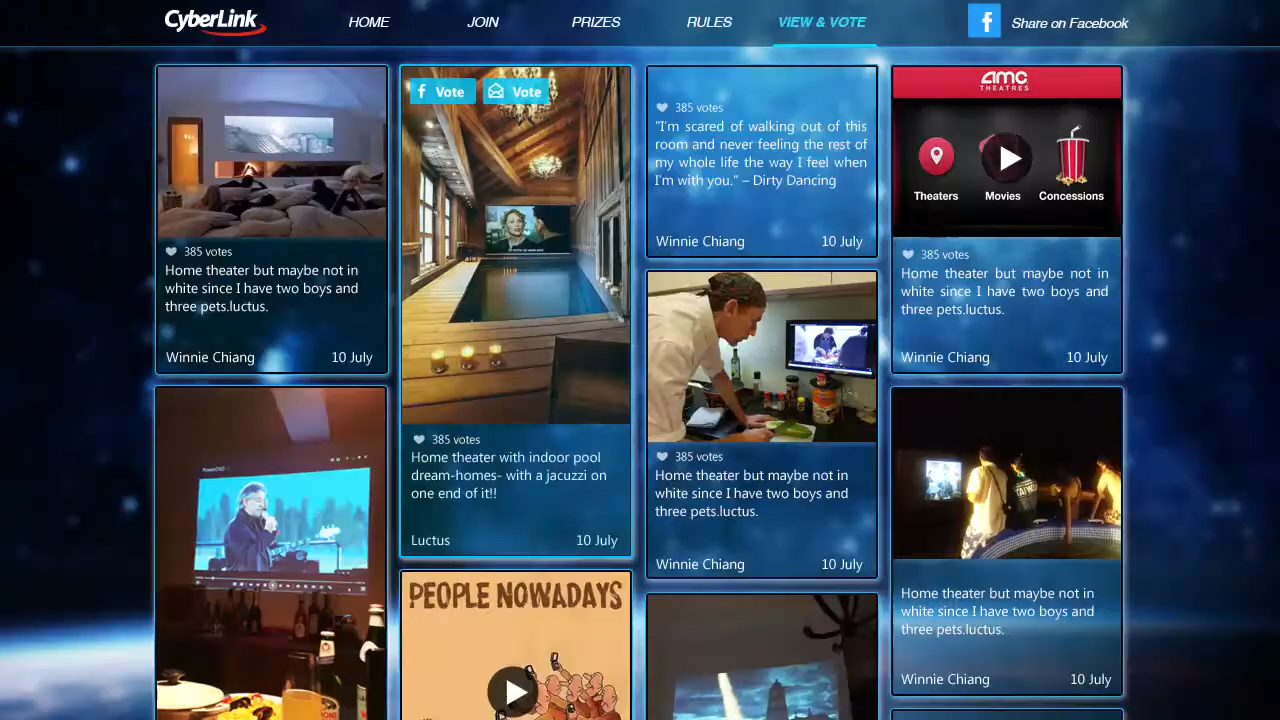 CyberLink
HOME
JOIN
PRIZES
RULES
VIEW & VOTE
Share on Facebook
385 votes
Home theater but maybe not in
white since I have two boys and
three pets.luctus.
Winnie Chiang 10 July
PowerDVD
Vote
Vote
385 votes
Home theater with indoor pool
dream-homes- with a jacuzzi on
one end of it!!
Luctus 10 July
PEOPLE NOWADAYS
385 votes
“I’m scared of walking out of this
room and never feeling the rest of
my whole life the way I feel when
I’m with you.” – Dirty Dancing
Winnie Chiang 10 July
385 votes
Home theater but maybe not in
white since I have two boys and
three pets.luctus.
Winnie Chiang 10 July
amc
THEATRES
Theaters
Movies
Concessions
385 votes
Home theater but maybe not in
white since I have two boys and
three pets.luctus.
Winnie Chiang 10 July
Home theater but maybe not in
white since I have two boys and
three pets.luctus.
Winnie Chiang 10 July